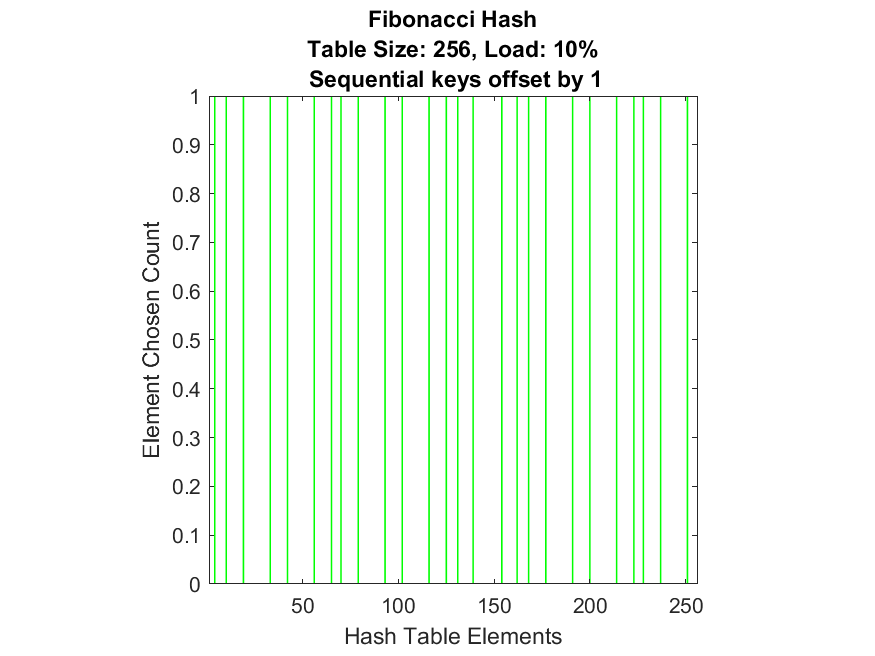 Fibonacci Hash
Table Size: 256, Load: 10%
Sequential keys offset by 1
1
0.9
0.8
0.7
0.6
0.5
0.4
0.3
0.2
0.1
0
Element Chosen Count
50 100 150 200 250
Hash Table Elements